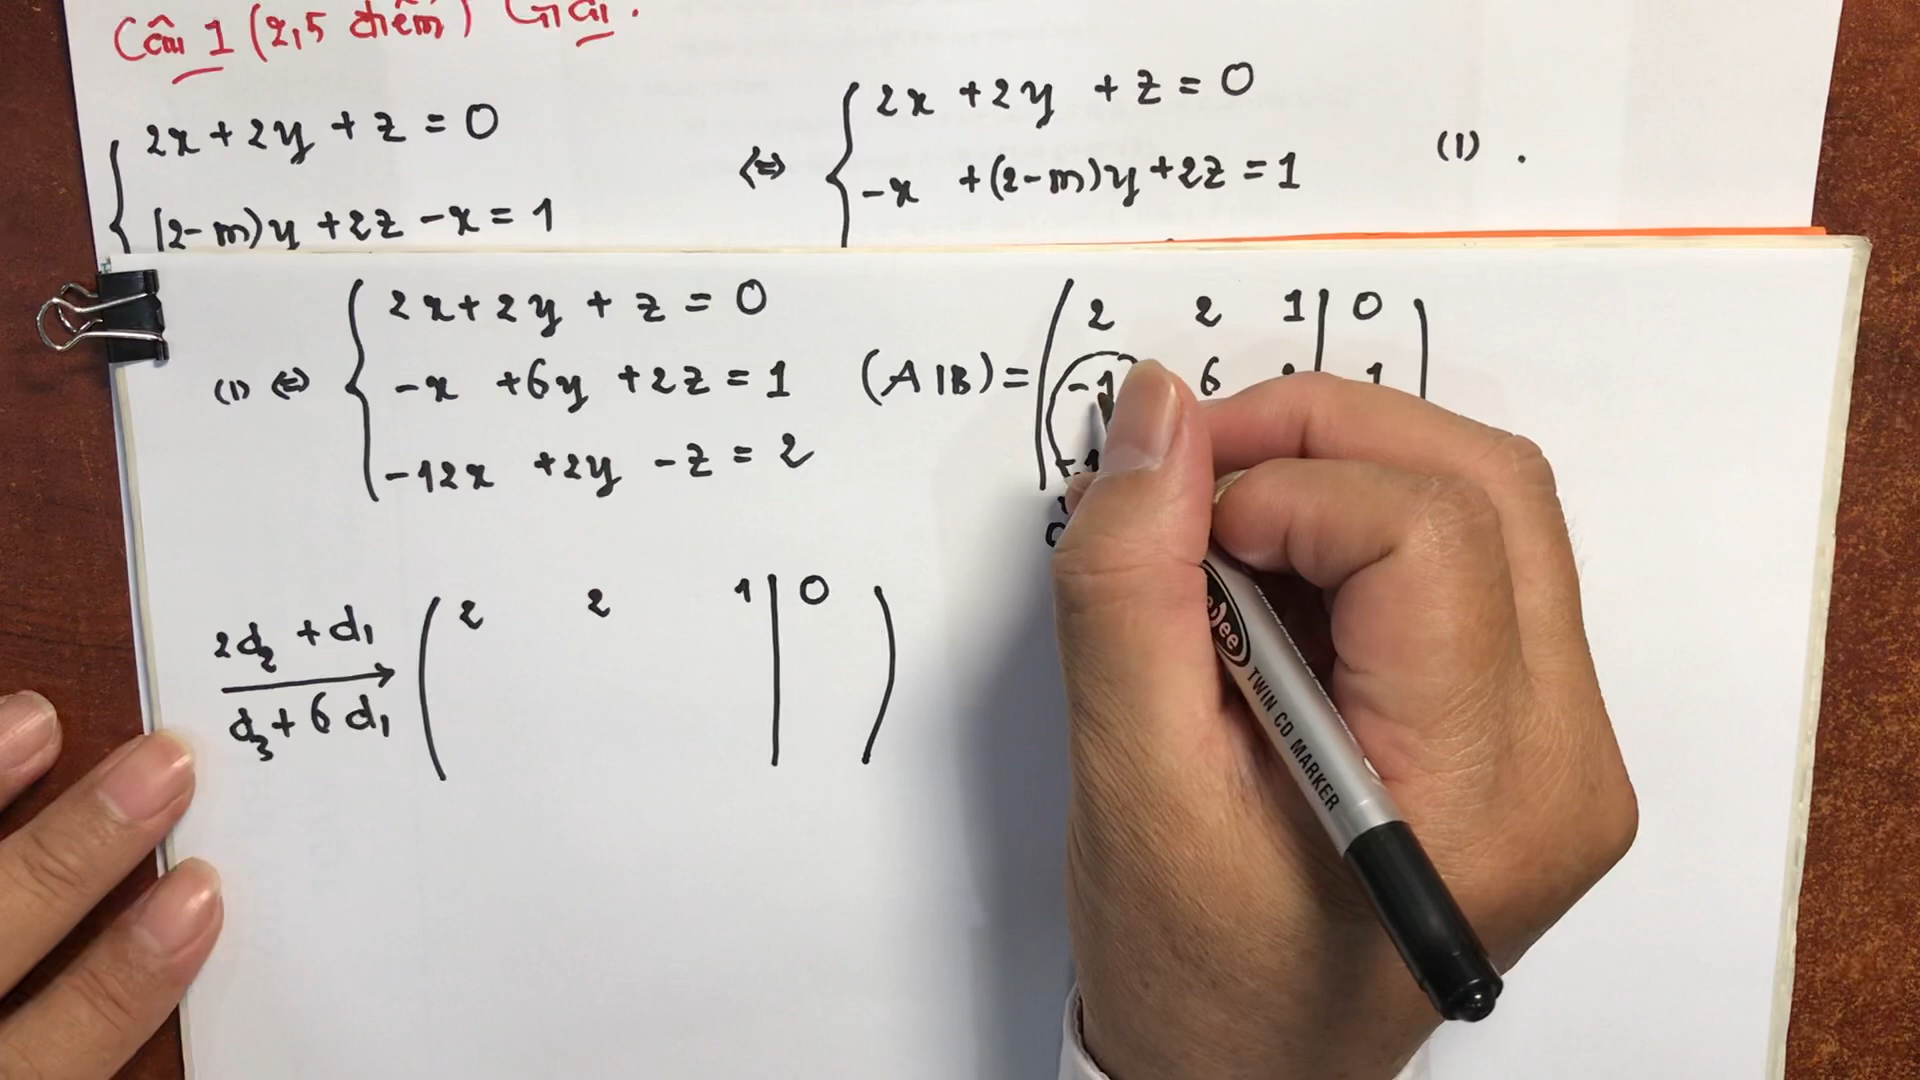 Câu 1 (2,5 điểm) Giải.
2x + 2y + z = 0
(2-m)y + 2z - x = 1
⇔
2x + 2y + z = 0
-x + (2-m)y + 2z = 1
(1).
(1) ⇔
2x + 2y + z = 0
-x + 6y + 2z = 1
-12x + 2y - z = 2
(A|B) =
2 2 1 | 0
-1 6 | 1
2d₂ + d₁
d₃ + 6d₁
2 2 1 | 0
TWIN CD MARKER